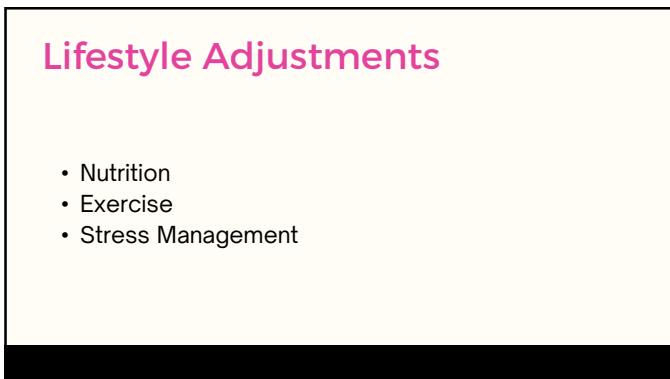 Lifestyle Adjustments
• Nutrition
• Exercise
• Stress Management